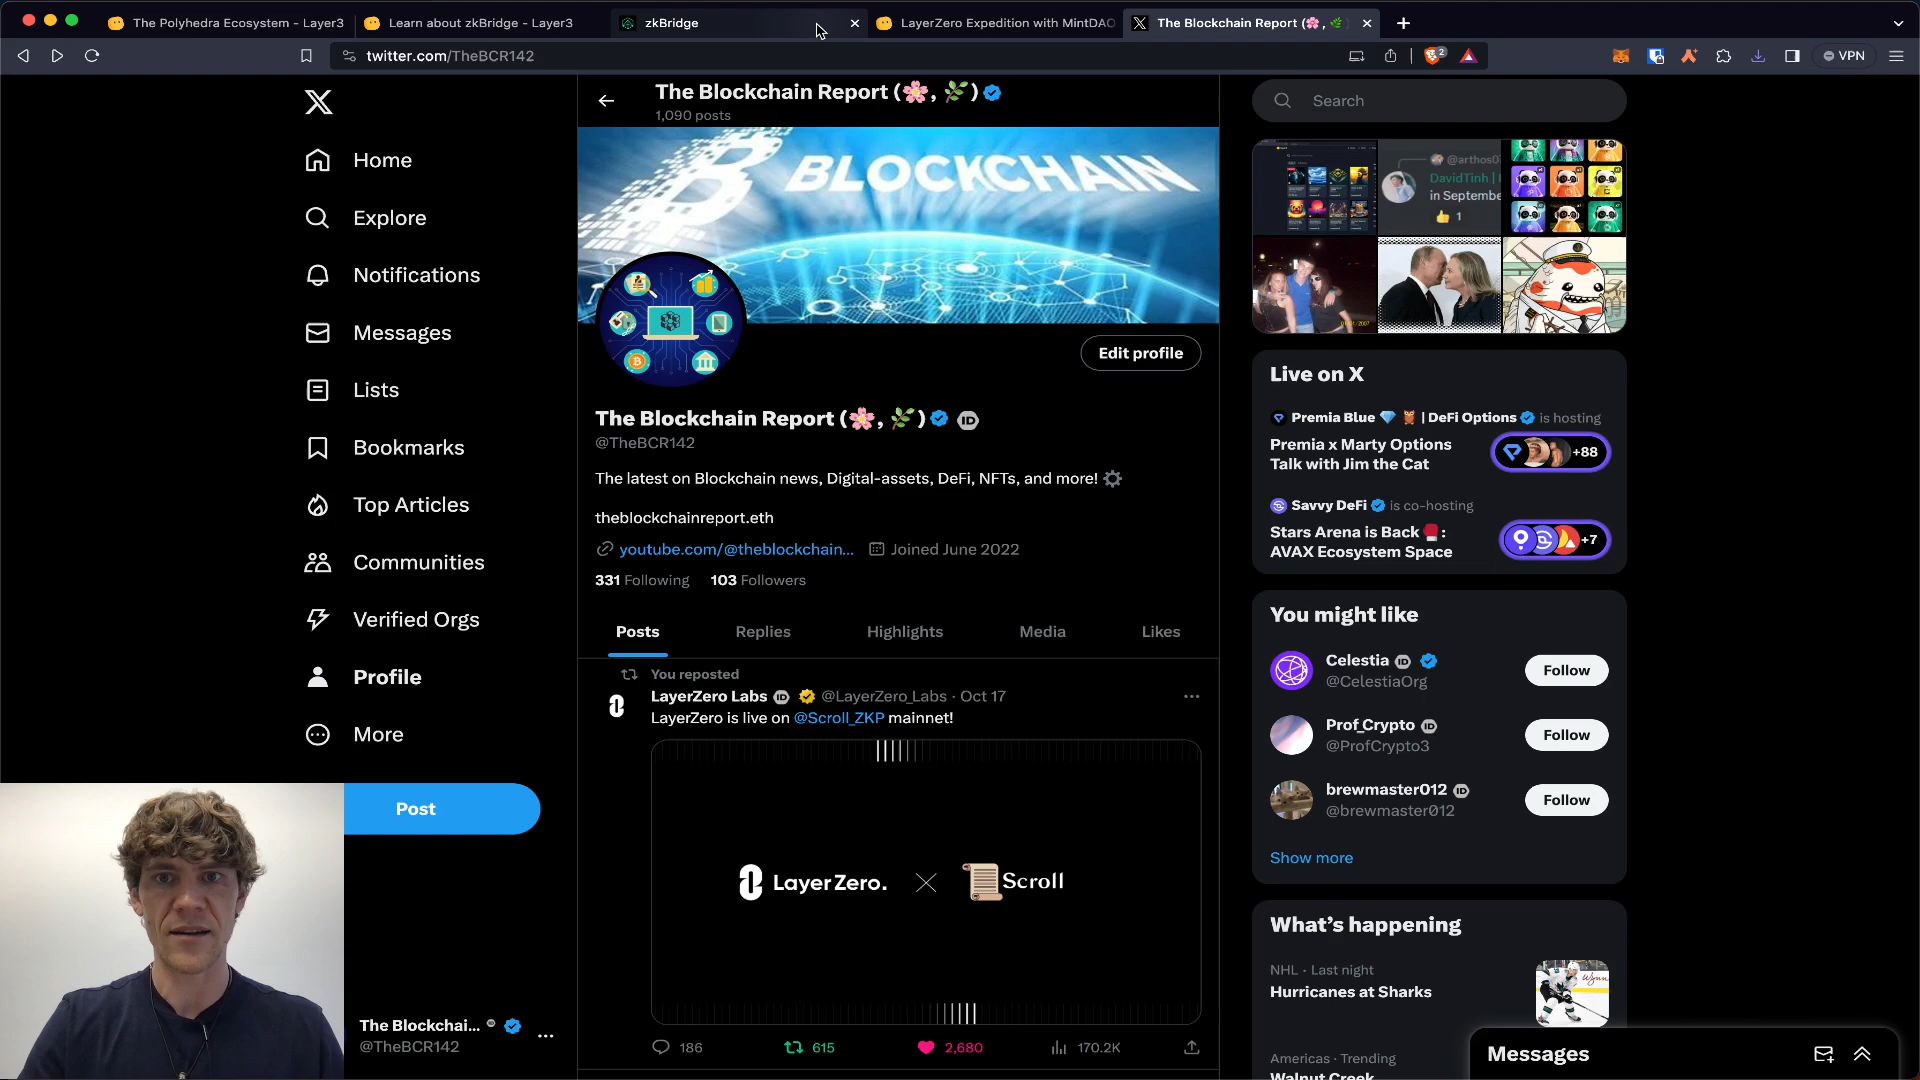 The Polyhedra Ecosystem - Layer3
Learn about zkBridge - Layer3
zkBridge
LayerZero Expedition with MintDAO
The Blockchain Report (🌸, 🌿
twitter.com/TheBCR142
2
VPN
The Blockchain Report (🌸, 🌿)
1,090 posts
Search
Home
Explore
Notifications
Messages
Lists
Bookmarks
Top Articles
Communities
Verified Orgs
Profile
More
Post
The Blockchai...
@TheBCR142
BLOCKCHAIN
Edit profile
The Blockchain Report (🌸, 🌿)
@TheBCR142
The latest on Blockchain news, Digital-assets, DeFi, NFTs, and more! ⚙️
theblockchainreport.eth
youtube.com/@theblockchain... Joined June 2022
331 Following 103 Followers
Posts
Replies
Highlights
Media
Likes
You reposted
LayerZero Labs @LayerZero_Labs · Oct 17
LayerZero is live on @Scroll_ZKP mainnet!
LayerZero.
Scroll
186
615
2,680
170.2K
@arthos0
DavidTinh |
in Septembe
👍 1
Live on X
Premia Blue 💎 🦉 | DeFi Options is hosting
Premia x Marty Options
Talk with Jim the Cat
+88
Savvy DeFi is co-hosting
Stars Arena is Back 🥊:
AVAX Ecosystem Space
+7
You might like
Celestia
@CelestiaOrg
Follow
Prof_Crypto
@ProfCrypto3
Follow
brewmaster012
@brewmaster012
Follow
Show more
What's happening
NHL · Last night
Hurricanes at Sharks
Americas · Trending
Walnut Creek
Messages